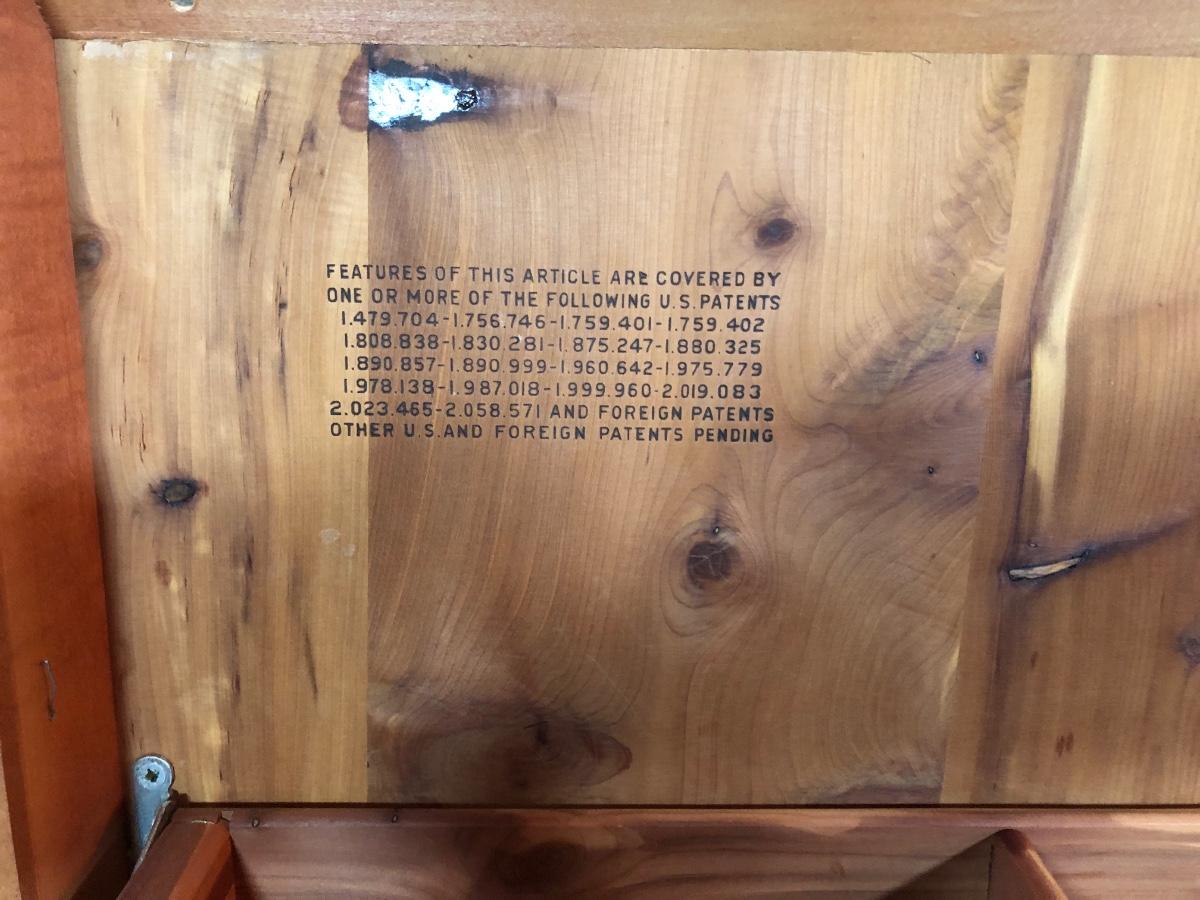 FEATURES OF THIS ARTICLE ARE COVERED BY
ONE OR MORE OF THE FOLLOWING U.S. PATENTS
1.479.704-1.756.746-1.759.401-1.759.402
1.808.838-1.830.281-1.875.247-1.880.325
1.890.857-1.890.999-1.960.642-1.975.779
1.978.138-1.987.018-1.999.960-2.019.083
2.023.465-2.058.571 AND FOREIGN PATENTS
OTHER U.S. AND FOREIGN PATENTS PENDING